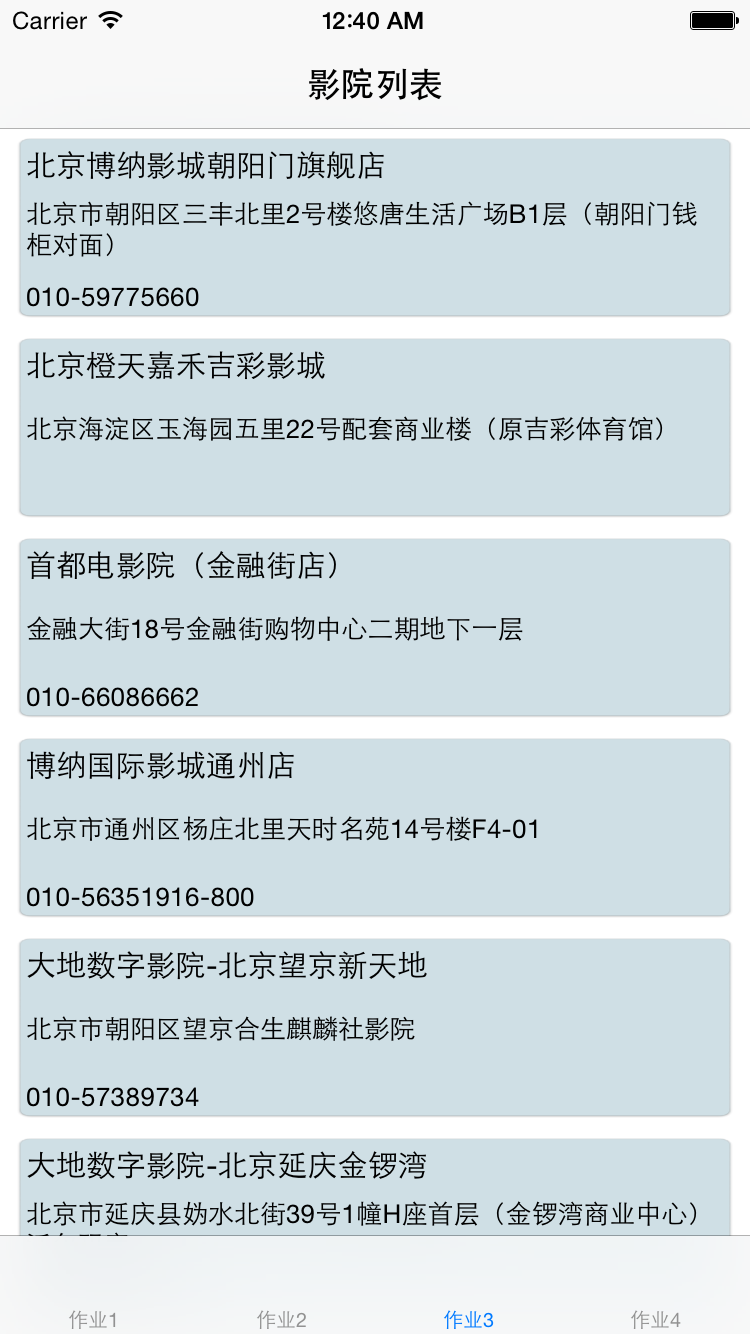 Carrier 12:40 AM
影院列表
北京博纳影城朝阳门旗舰店
北京市朝阳区三丰北里2号楼悠唐生活广场B1层（朝阳门钱
柜对面）
010-59775660
北京橙天嘉禾吉彩影城
北京海淀区玉海园五里22号配套商业楼（原吉彩体育馆）
首都电影院（金融街店）
金融大街18号金融街购物中心二期地下一层
010-66086662
博纳国际影城通州店
北京市通州区杨庄北里天时名苑14号楼F4-01
010-56351916-800
大地数字影院-北京望京新天地
北京市朝阳区望京合生麒麟社影院
010-57389734
大地数字影院-北京延庆金锣湾
北京市延庆县妫水北街39号1幢H座首层（金锣湾商业中心）
作业1 作业2 作业3 作业4